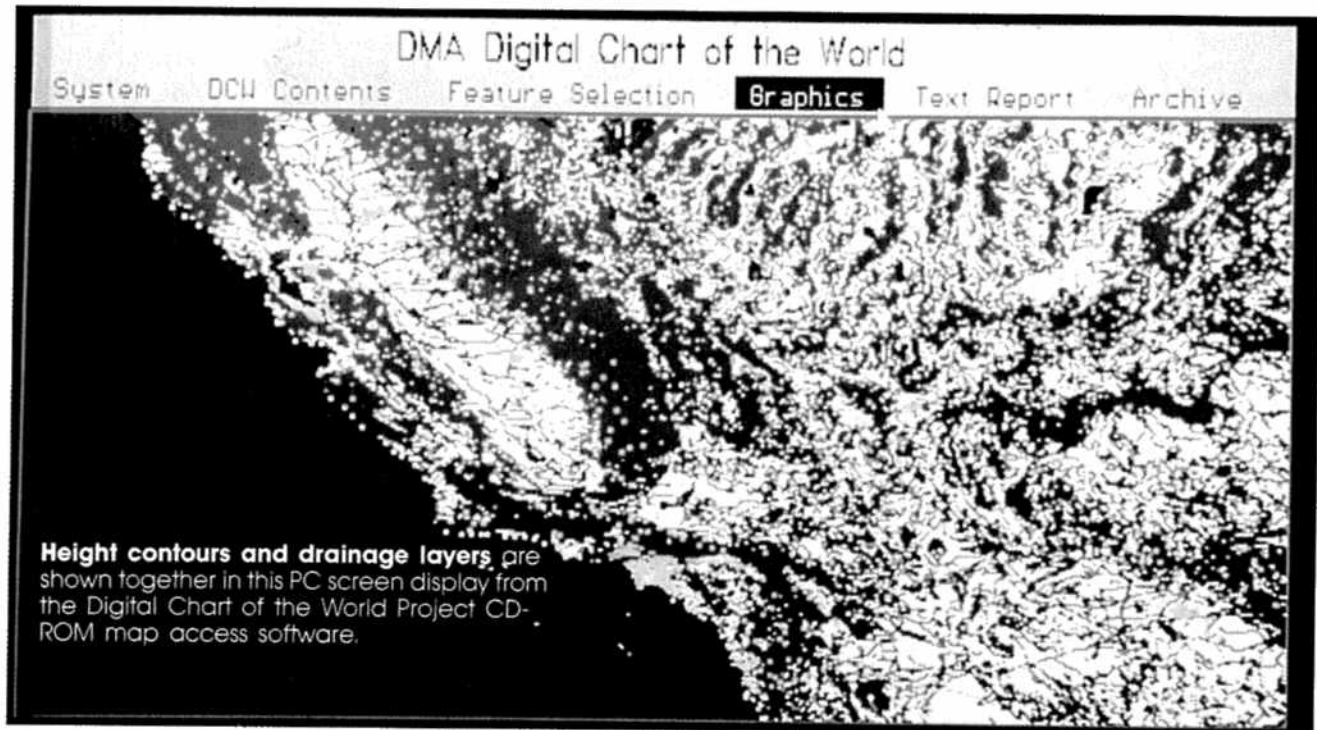 DMA Digital Chart of the World
System DCW Contents Feature Selection Graphics Text Report Archive
Height contours and drainage layers are
shown together in this PC screen display from
the Digital Chart of the World Project CD-
ROM map access software.